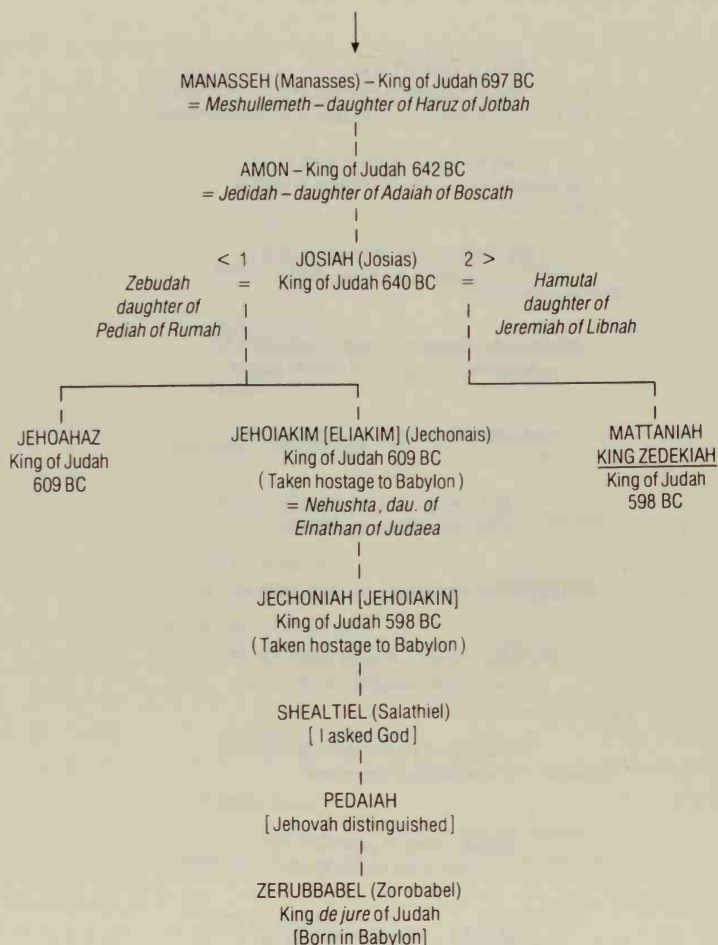 MANASSEH (Manasses) – King of Judah 697 BC
= Meshullemeth – daughter of Haruz of Jotbah
AMON – King of Judah 642 BC
= Jedidah – daughter of Adaiah of Boscath
< 1 JOSIAH (Josias) 2 >
Zebudah = King of Judah 640 BC = Hamutal
daughter of
Pediah of Rumah
daughter of
Jeremiah of Libnah
JEHOAHAZ
King of Judah
609 BC
JEHOIAKIM [ELIAKIM] (Jechonais)
King of Judah 609 BC
(Taken hostage to Babylon)
= Nehushta, dau. of
Elnathan of Judaea
MATTANIAH
KING ZEDEKIAH
King of Judah
598 BC
JECHONIAH [JEHOIAKIN]
King of Judah 598 BC
(Taken hostage to Babylon)
SHEALTIEL (Salathiel)
[I asked God]
PEDAIAH
[Jehovah distinguished]
ZERUBBABEL (Zorobabel)
King de jure of Judah
[Born in Babylon]